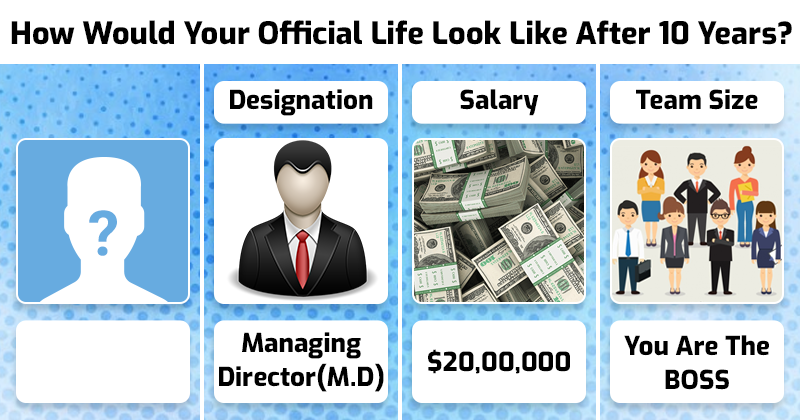 How Would Your Official Life Look Like After 10 Years?
Designation
Salary
Team Size
?
Managing
Director(M.D)
$20,00,000
You Are The
BOSS